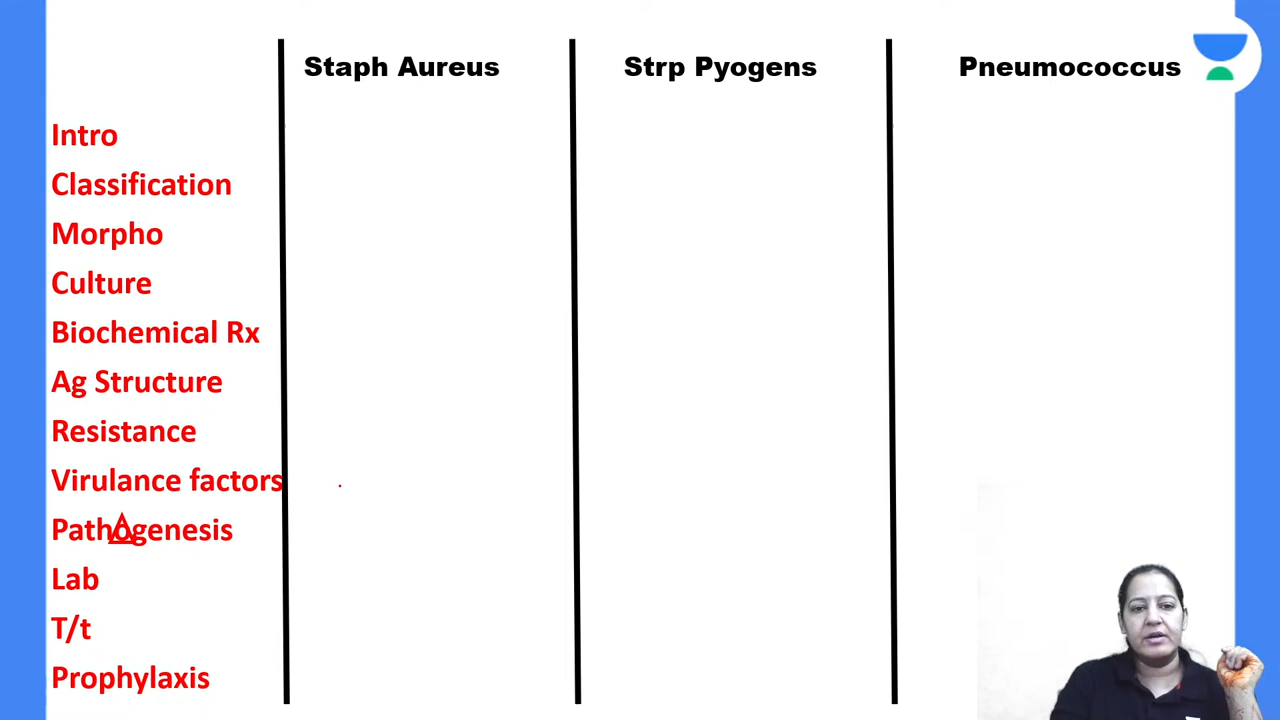 Staph Aureus Strp Pyogens Pneumococcus
Intro
Classification
Morpho
Culture
Biochemical Rx
Ag Structure
Resistance
Virulance factors
Pathogenesis
Lab
T/t
Prophylaxis